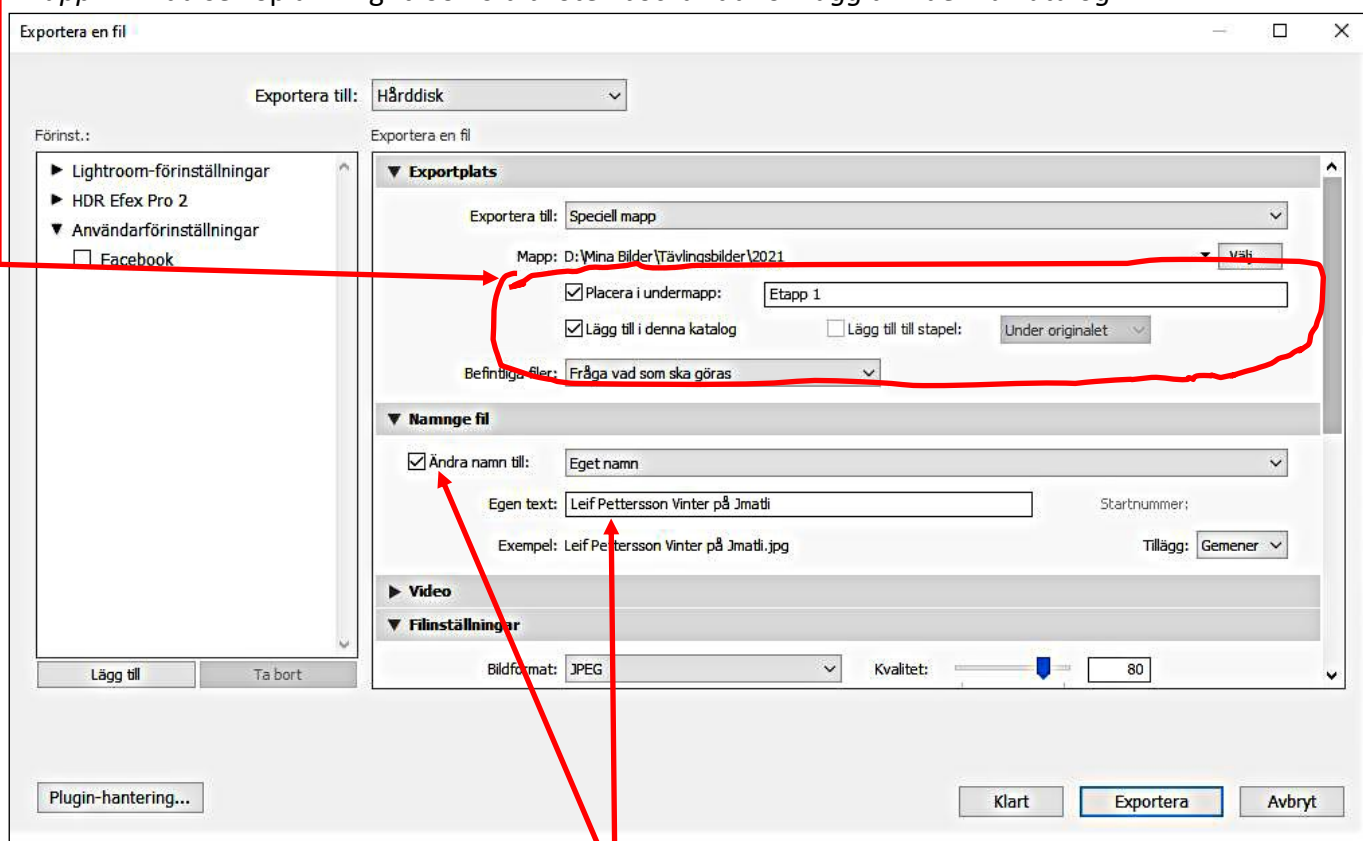 Exportera en fil
Exportera till: Hårddisk
Förinst.: Exportera en fil
Lightroom-förinställningar
HDR Efex Pro 2
Användarförinställningar
Facebook
Exportplats
Exportera till: Speciell mapp
Mapp: D:\Mina Bilder\Tävlingsbilder\2021 Välj...
Placera i undermapp: Etapp 1
Lägg till i denna katalog Lägg till till stapel: Under originalet
Befintliga filer: Fråga vad som ska göras
Namnge fil
Ändra namn till: Eget namn
Egen text: Leif Pettersson Vinter på Jmatli Startnummer:
Exempel: Leif Pettersson Vinter på Jmatli.jpg Tillägg: Gemener
Video
Filinställningar
Bildformat: JPEG Kvalitet: 80
Lägg till Ta bort
Plugin-hantering... Klart Exportera Avbryt